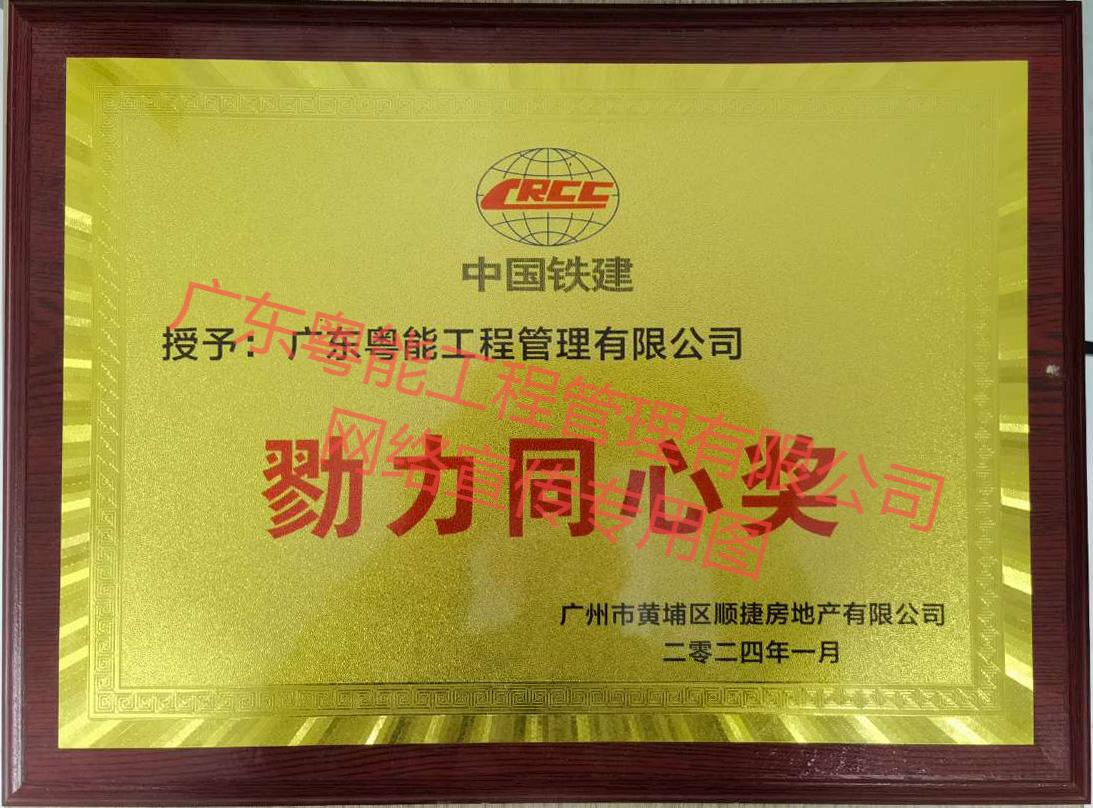 CRCC
中国铁建
授予：广东粤能工程管理有限公司
勠力同心奖
广州市黄埔区顺捷房地产有限公司
二零二四年一月
广东粤能工程管理有限公司
网络宣传专用图